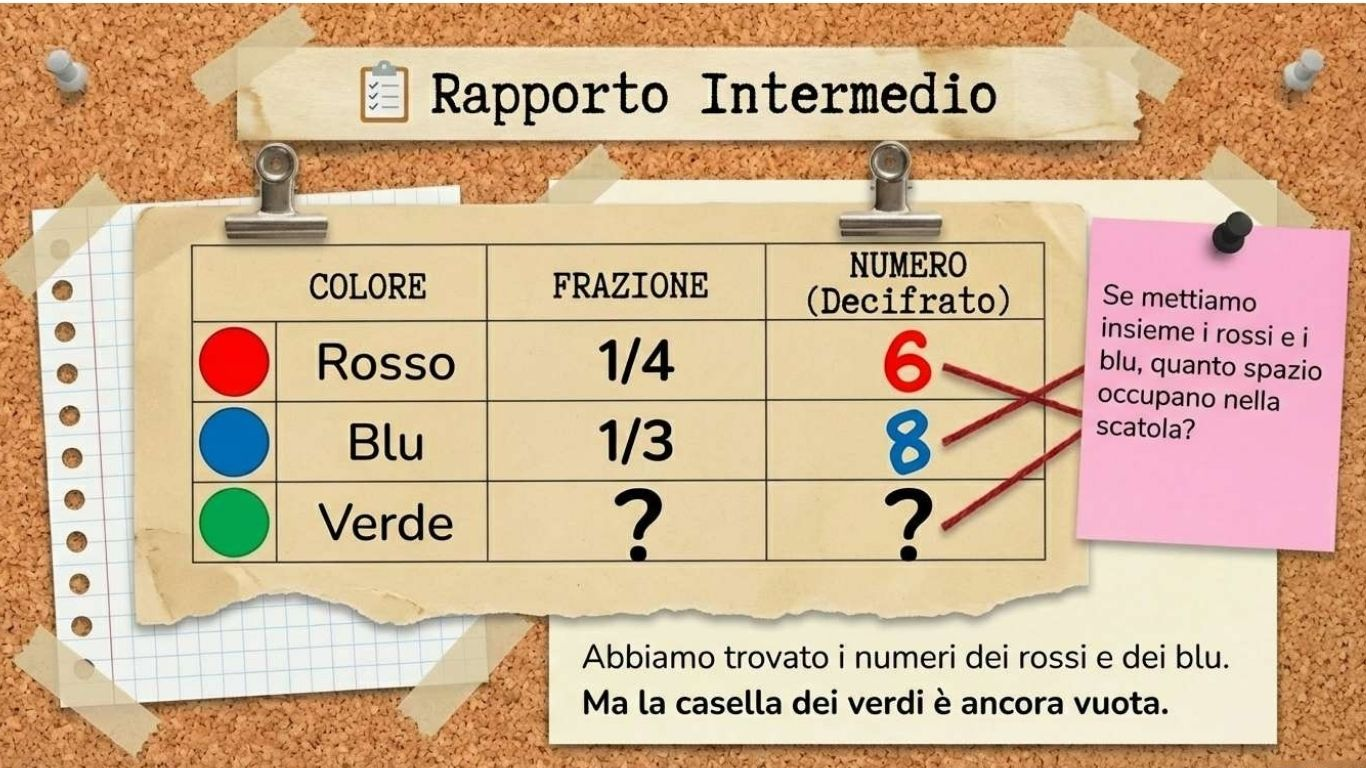 Rapporto Intermedio
COLORE FRAZIONE NUMERO
(Decifrato)
Rosso 1/4 6
Blu 1/3 8
Verde ? ?
Se mettiamo
insieme i rossi e i
blu, quanto spazio
occupano nella
scatola?
Abbiamo trovato i numeri dei rossi e dei blu.
Ma la casella dei verdi è ancora vuota.